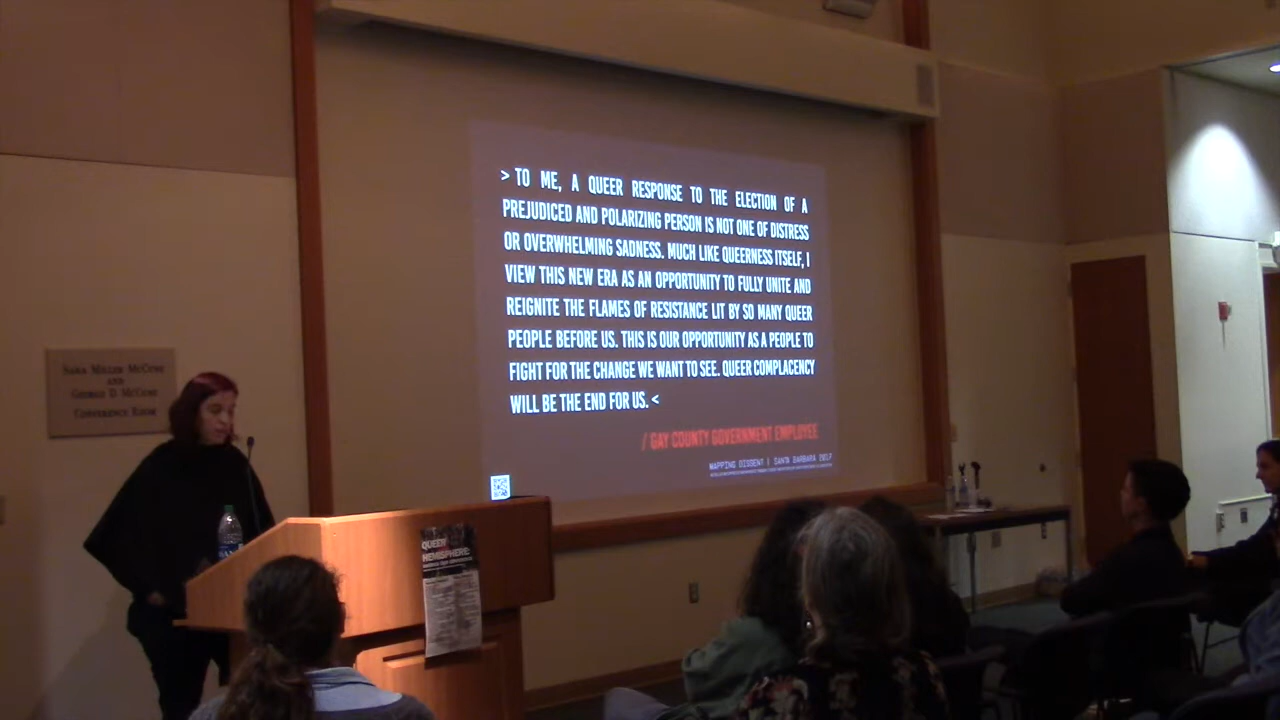 > TO ME, A QUEER RESPONSE TO THE ELECTION OF A
PREJUDICED AND POLARIZING PERSON IS NOT ONE OF DISTRESS
OR OVERWHELMING SADNESS. MUCH LIKE QUEERNESS ITSELF, I
VIEW THIS NEW ERA AS AN OPPORTUNITY TO FULLY UNITE AND
REIGNITE THE FLAMES OF RESISTANCE LIT BY SO MANY QUEER
PEOPLE BEFORE US. THIS IS OUR OPPORTUNITY AS A PEOPLE TO
FIGHT FOR THE CHANGE WE WANT TO SEE. QUEER COMPLACENCY
WILL BE THE END FOR US. <
/ GAY COUNTY GOVERNMENT EMPLOYEE
MAPPING DISSENT | SANTA BARBARA 2017
SARA MILLER MCCUNE
AND
GEORGE D. MCCUNE
CONFERENCE ROOM
QUEER
HEMISPHERE: